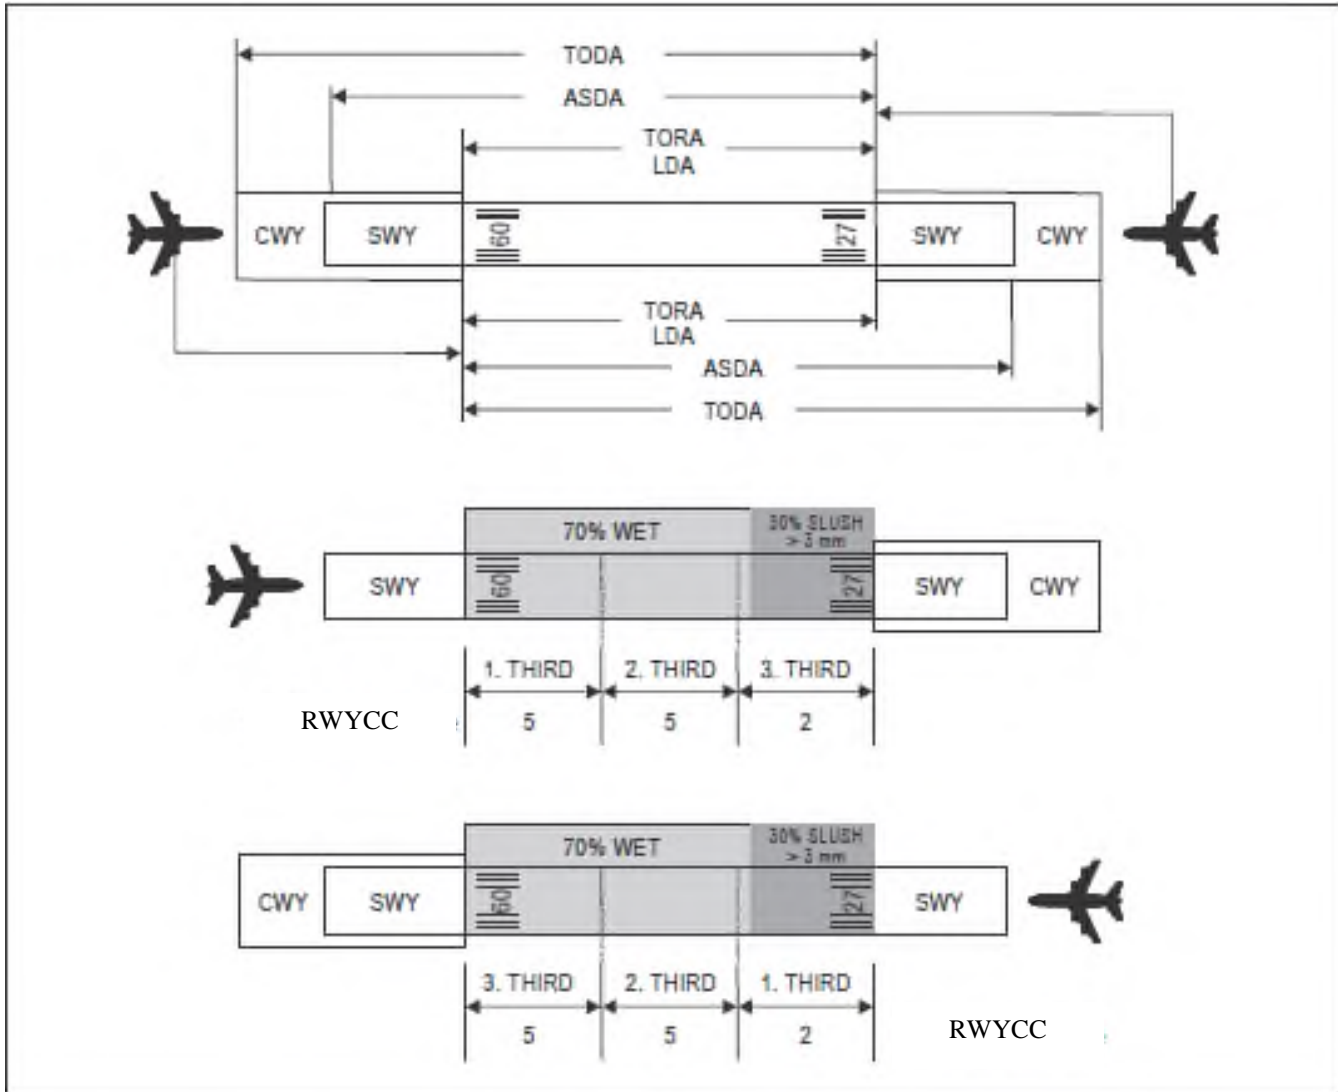 TODA
ASDA
TORA
LDA
CWY
SWY
09
27
SWY
CWY
TORA
LDA
ASDA
TODA
70% WET
30% SLUSH
> 3 mm
SWY
09
27
SWY
CWY
1. THIRD
2. THIRD
3. THIRD
RWYCC
5
5
2
70% WET
30% SLUSH
> 3 mm
CWY
SWY
09
27
SWY
3. THIRD
2. THIRD
1. THIRD
5
5
2
RWYCC